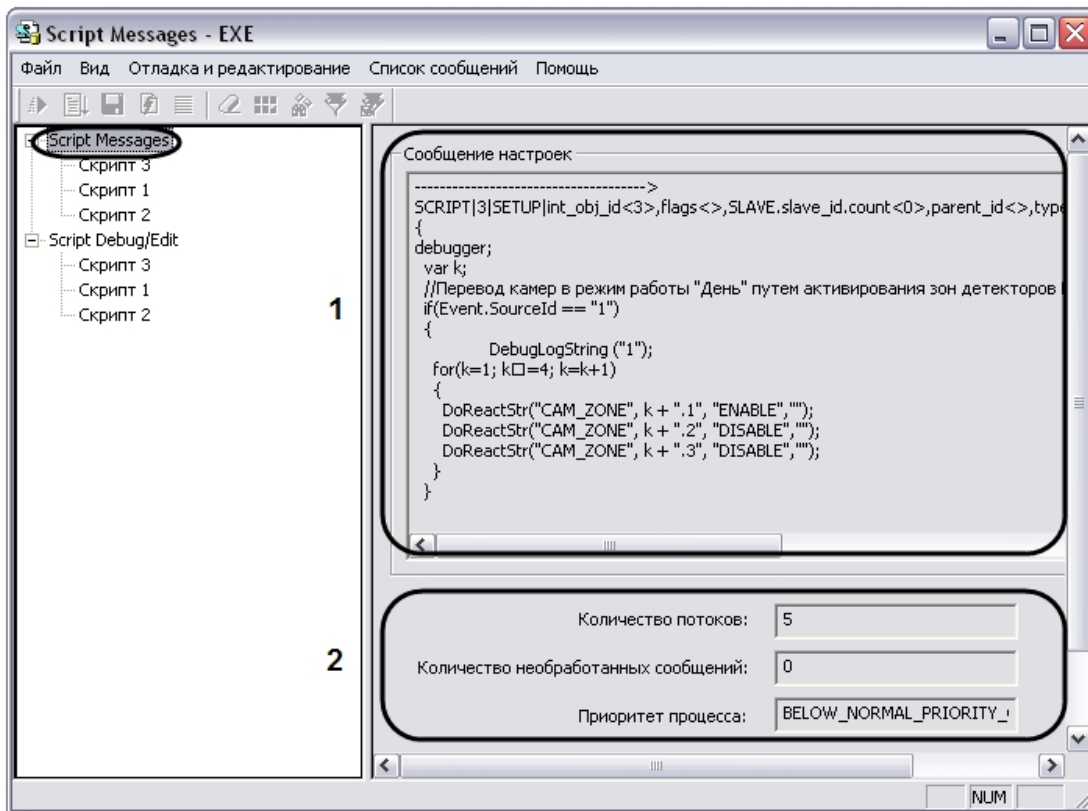 Script Messages - EXE
Файл Вид Отладка и редактирование Список сообщений Помощь
Script Messages
Скрипт 3
Скрипт 1
Скрипт 2
Script Debug/Edit
Скрипт 3
Скрипт 1
Скрипт 2
1
Сообщение настроек
------------------------------------->
SCRIPT|3|SETUP|int_obj_id<3>,flags<>,SLAVE.slave_id.count<0>,parent_id<>,type
{
debugger;
var k;
//Перевод камер в режим работы "День" путем активирования зон детекторов
if(Event.SourceId == "1")
{
DebugLogString ("1");
for(k=1; k□=4; k=k+1)
{
DoReactStr("CAM_ZONE", k + ".1", "ENABLE","");
DoReactStr("CAM_ZONE", k + ".2", "DISABLE","");
DoReactStr("CAM_ZONE", k + ".3", "DISABLE","");
}
}
2
Количество потоков: 5
Количество необработанных сообщений: 0
Приоритет процесса: BELOW_NORMAL_PRIORITY_
NUM